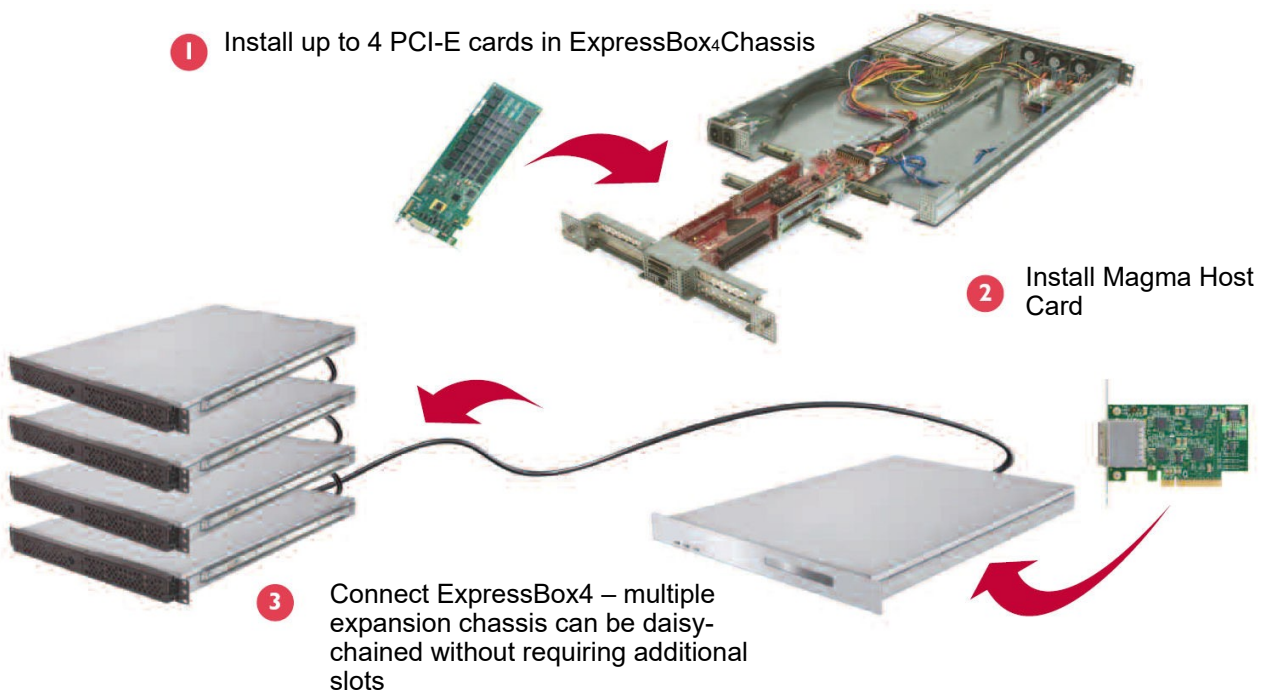 1 Install up to 4 PCI-E cards in ExpressBox4Chassis
2 Install Magma Host
Card
3 Connect ExpressBox4 – multiple
expansion chassis can be daisy-
chained without requiring additional
slots